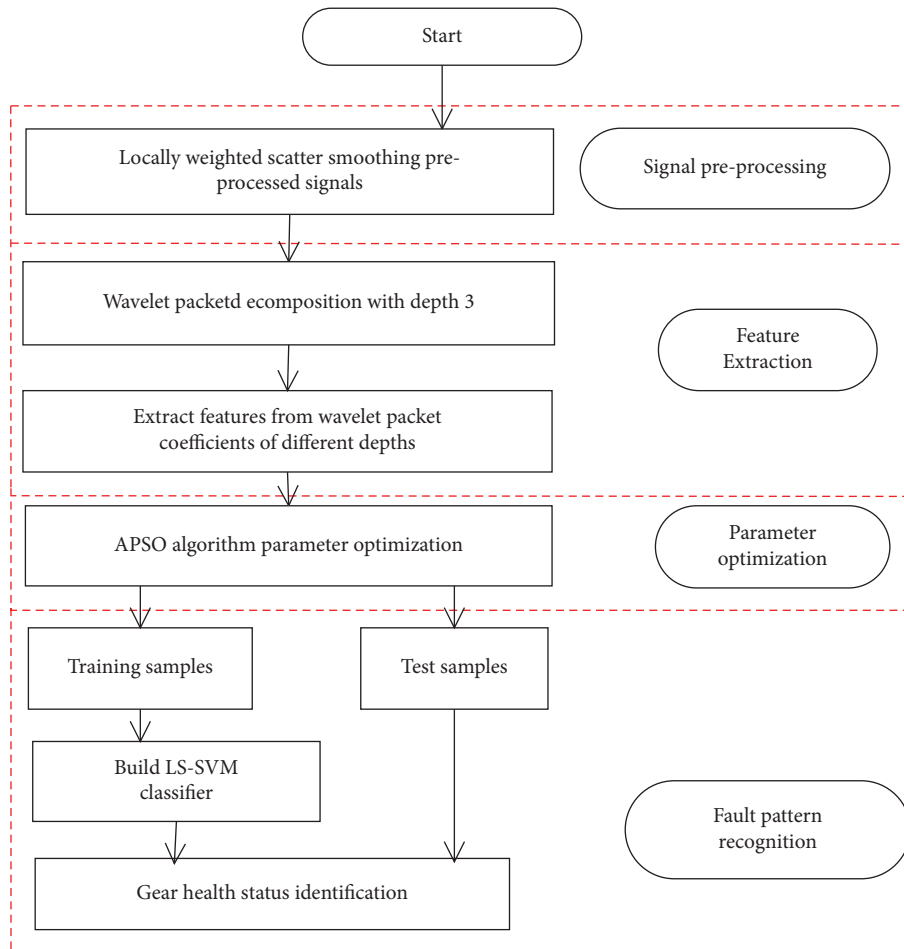 Start
Locally weighted scatter smoothing pre-
processed signals
Signal pre-processing
Wavelet packetd ecomposition with depth 3
Feature
Extraction
Extract features from wavelet packet
coefficients of different depths
APSO algorithm parameter optimization
Parameter
optimization
Training samples
Test samples
Build LS-SVM
classifier
Fault pattern
recognition
Gear health status identification